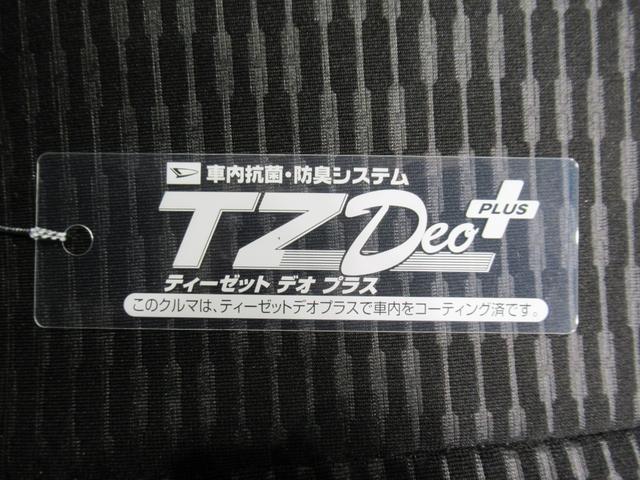 車内抗菌・防臭システム
TZ Deo PLUS
ティーゼット デオ プラス
このクルマは、ティーゼットデオプラスで車内をコーティング済です。